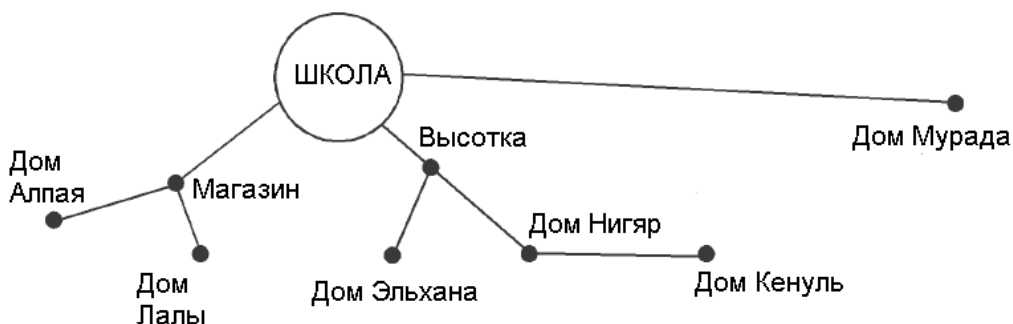 ШКОЛА
Высотка
Дом Мурада
Дом
Алпая
Магазин
Дом Нигяр
Дом
Лалы
Дом Эльхана
Дом Кенуль